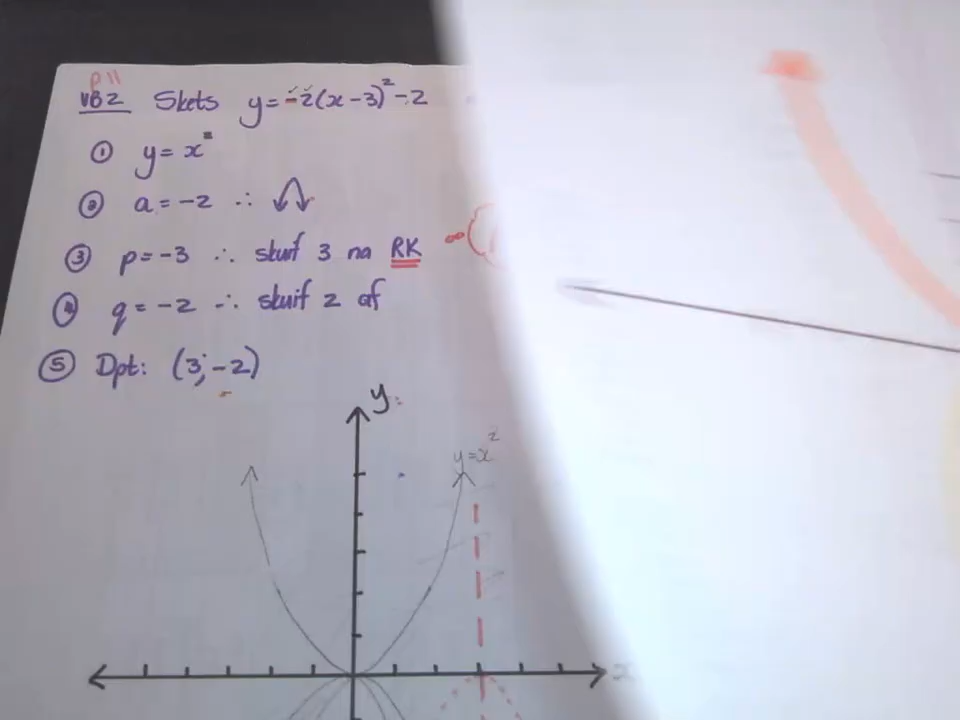 P11
VB2 Skets y = -2(x-3)² - 2
① y = x²
② a = -2 ∴
③ p = -3 ∴ skuif 3 na RK
④ q = -2 ∴ skuif 2 af
⑤ Dpt: (3; -2)
y
y = x²